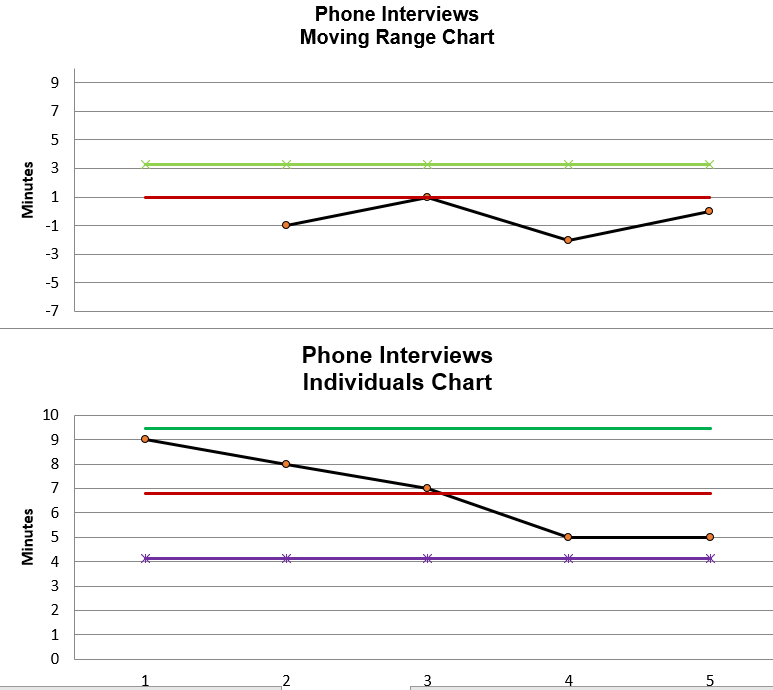 Phone Interviews
Moving Range Chart
Minutes
9
7
5
3
1
-1
-3
-5
-7
Phone Interviews
Individuals Chart
Minutes
10
9
8
7
6
5
4
3
2
1
0
1 2 3 4 5